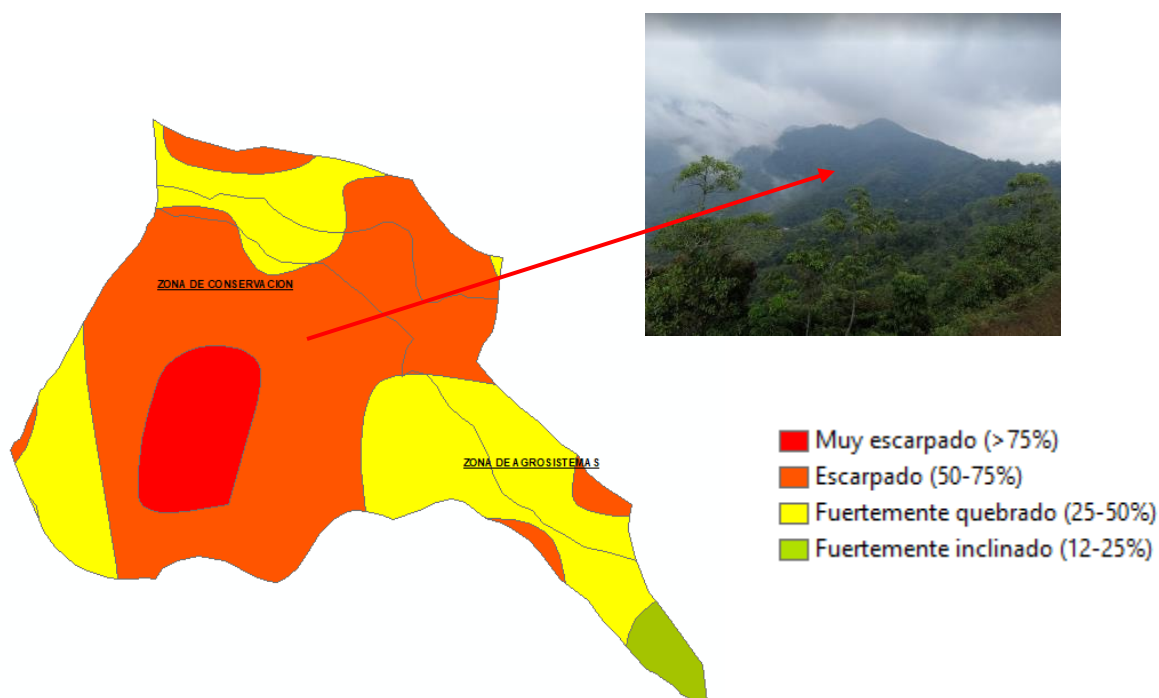 ZONA DE CONSERVACION
ZONA DE AGROSISTEMAS
Muy escarpado (>75%)
Escarpado (50-75%)
Fuertemente quebrado (25-50%)
Fuertemente inclinado (12-25%)